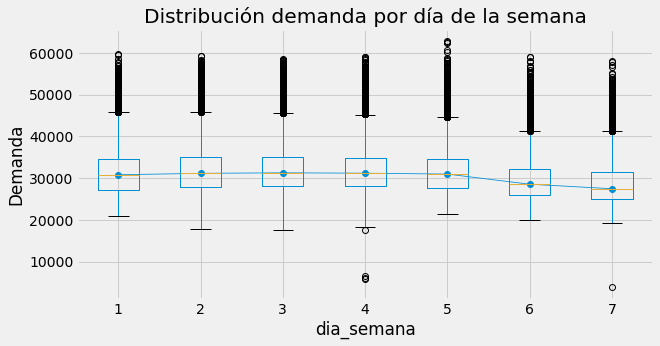 Distribución demanda por día de la semana
60000
50000
40000
30000
20000
10000
Demanda
1 2 3 4 5 6 7
dia_semana